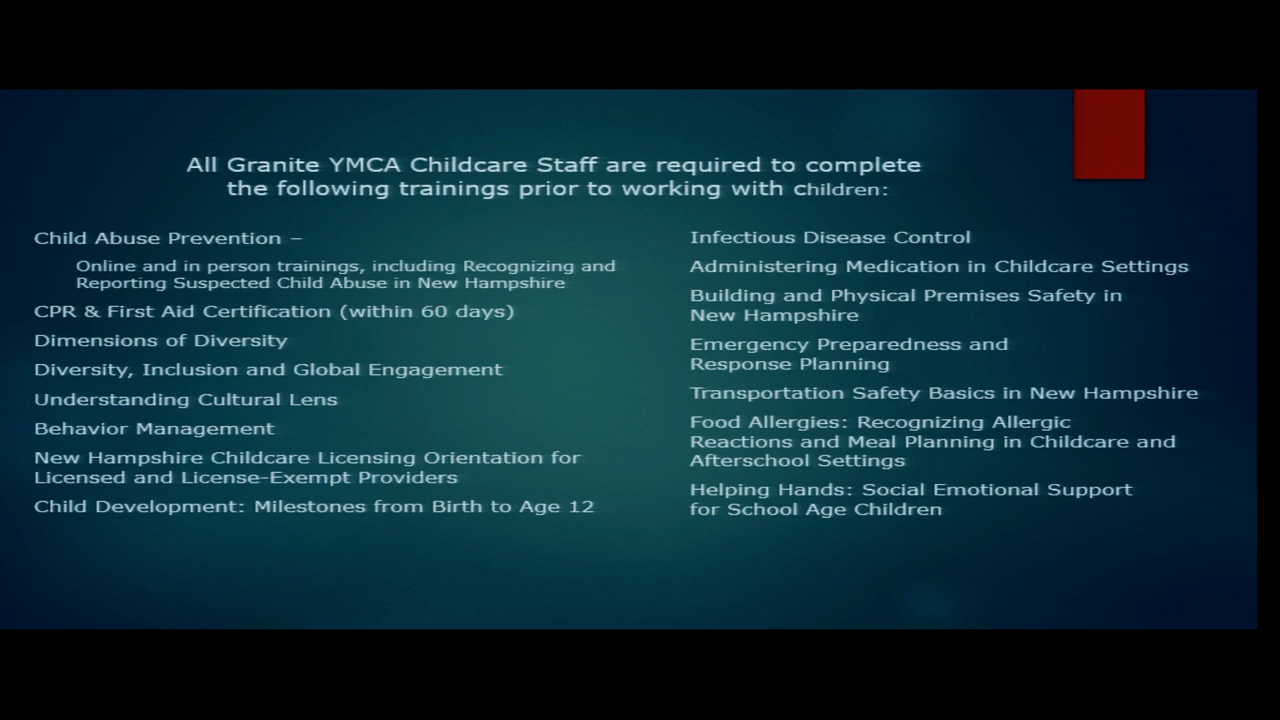 All Granite YMCA Childcare Staff are required to complete
the following trainings prior to working with children:
Child Abuse Prevention –
Online and in person trainings, including Recognizing and
Reporting Suspected Child Abuse in New Hampshire
CPR & First Aid Certification (within 60 days)
Dimensions of Diversity
Diversity, Inclusion and Global Engagement
Understanding Cultural Lens
Behavior Management
New Hampshire Childcare Licensing Orientation for
Licensed and License-Exempt Providers
Child Development: Milestones from Birth to Age 12
Infectious Disease Control
Administering Medication in Childcare Settings
Building and Physical Premises Safety in
New Hampshire
Emergency Preparedness and
Response Planning
Transportation Safety Basics in New Hampshire
Food Allergies: Recognizing Allergic
Reactions and Meal Planning in Childcare and
Afterschool Settings
Helping Hands: Social Emotional Support
for School Age Children